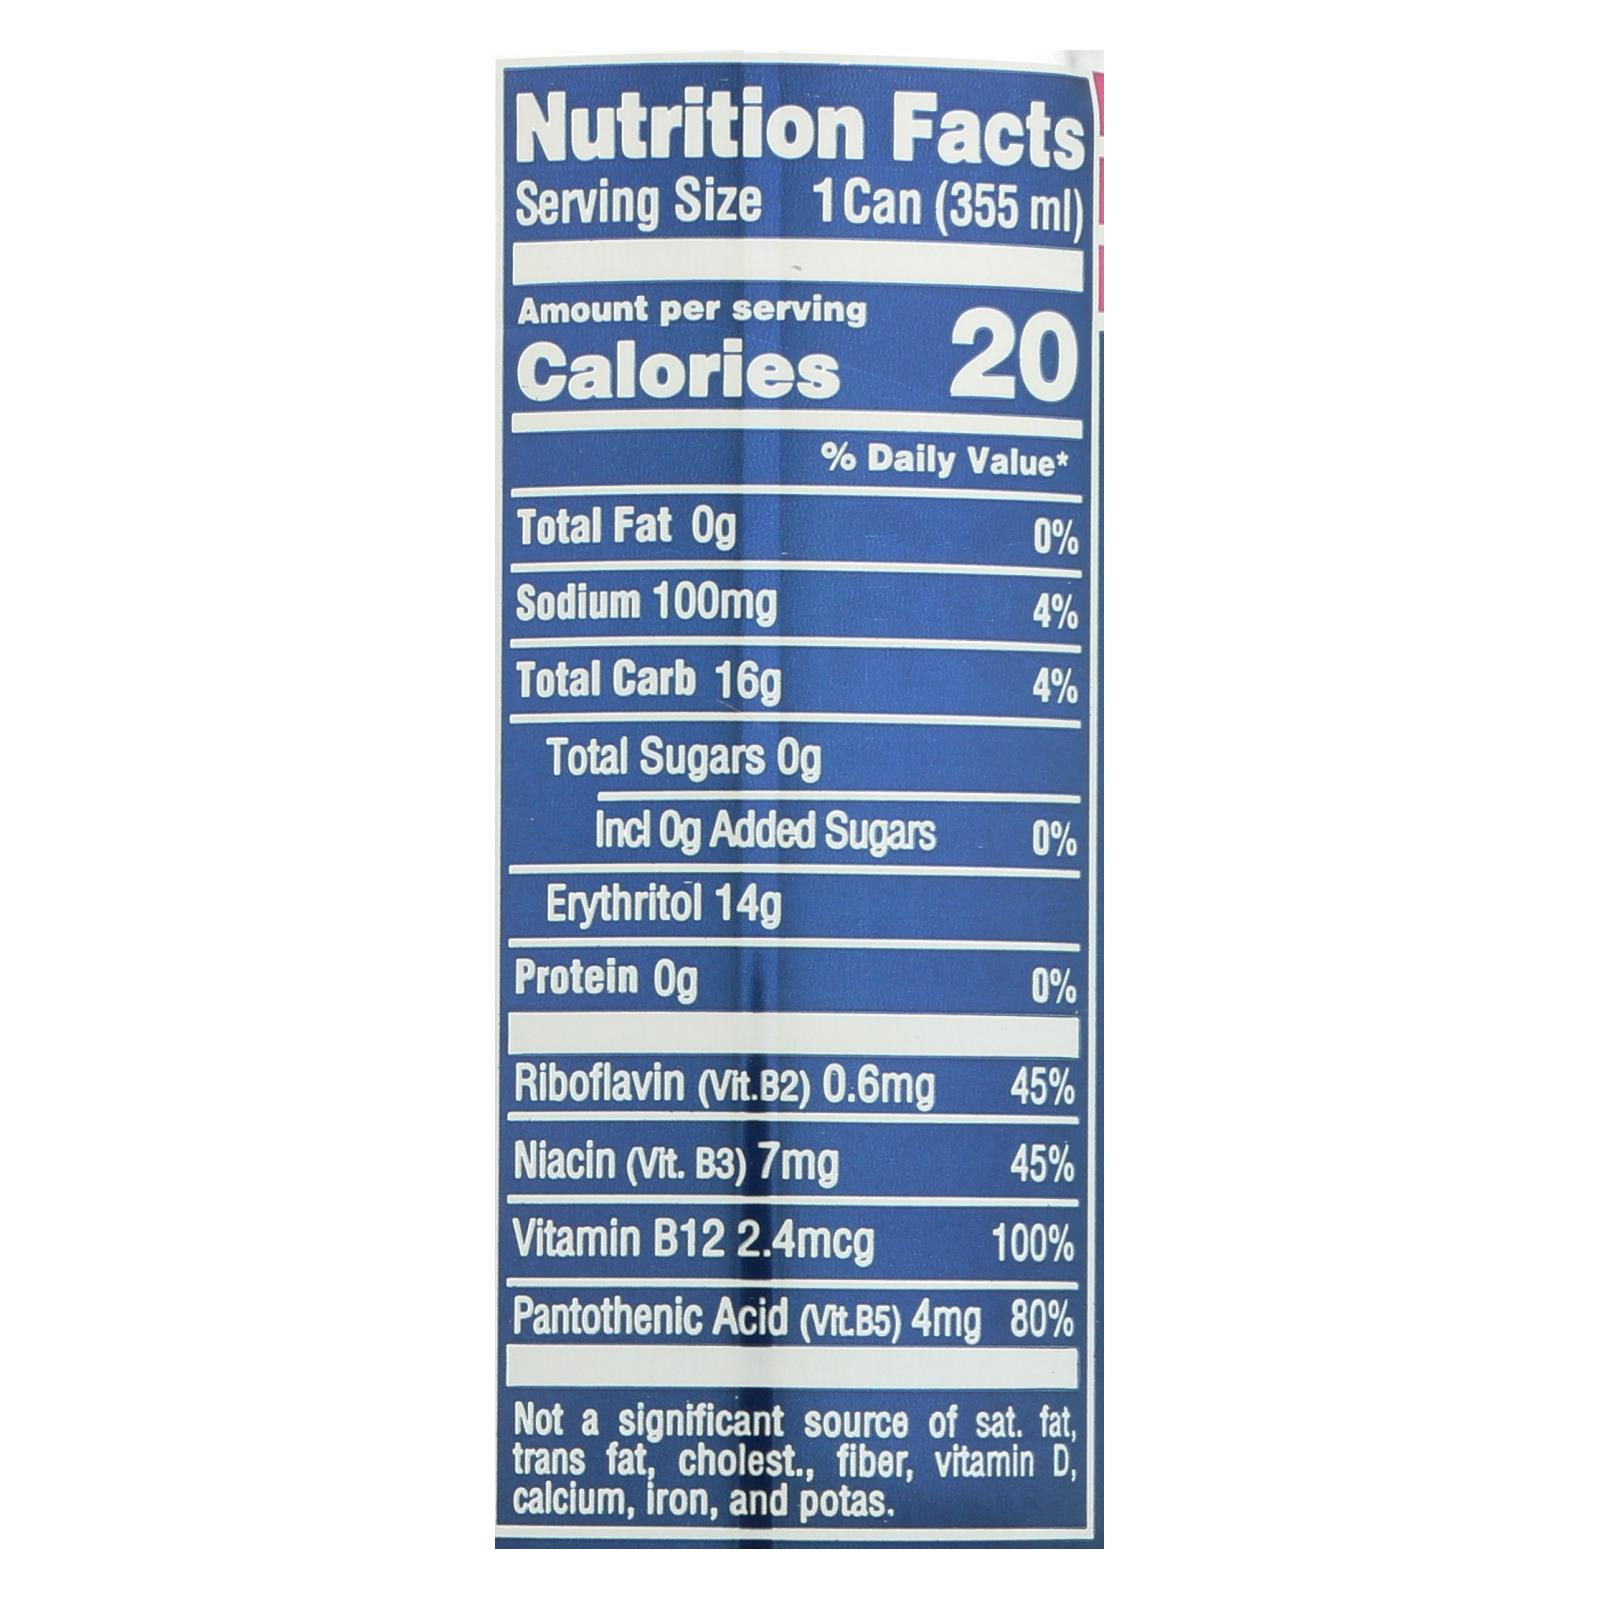 Nutrition Facts
Serving Size 1 Can (355 ml)
Amount per serving
Calories 20
% Daily Value*
Total Fat 0g 0%
Sodium 100mg 4%
Total Carb 16g 4%
Total Sugars 0g
Incl 0g Added Sugars 0%
Erythritol 14g
Protein 0g 0%
Riboflavin (Vit.B2) 0.6mg 45%
Niacin (Vit. B3) 7mg 45%
Vitamin B12 2.4mcg 100%
Pantothenic Acid (Vit.B5) 4mg 80%
Not a significant source of sat. fat,
trans fat, cholest., fiber, vitamin D,
calcium, iron, and potas.